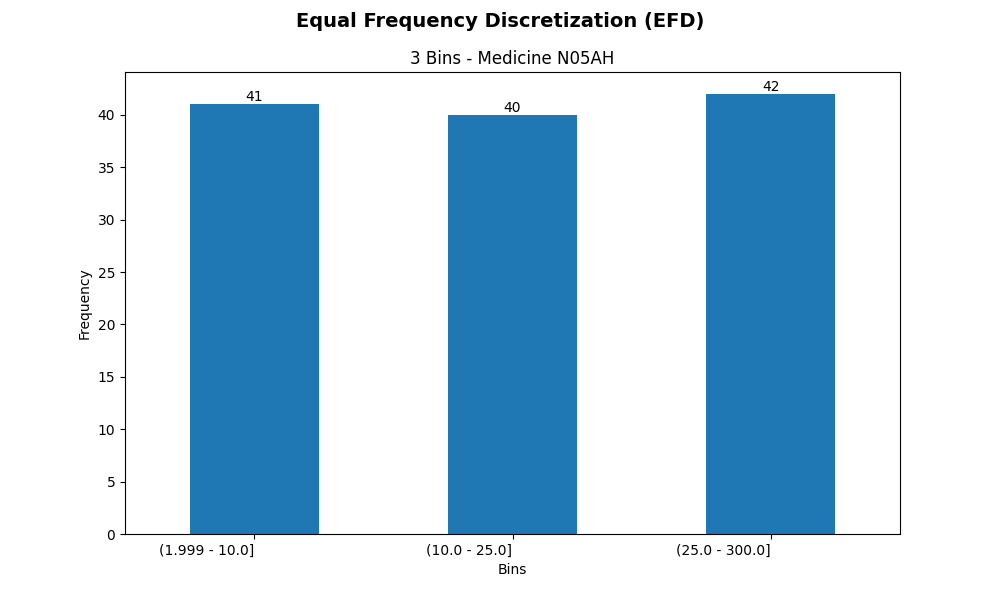 Equal Frequency Discretization (EFD)
3 Bins - Medicine N05AH
41
40
42
40
35
30
25
20
15
10
5
0
Frequency
(1.999 - 10.0]
(10.0 - 25.0]
(25.0 - 300.0]
Bins